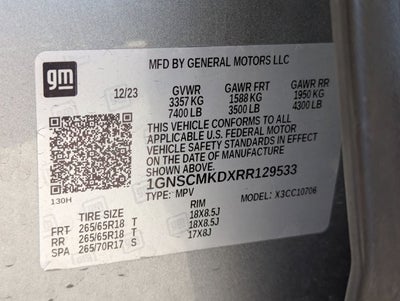 gm
MFD BY GENERAL MOTORS LLC
12/23 GVWR GAWR FRT GAWR RR
3357 KG 1588 KG 1950 KG
7400 LB 3500 LB 4300 LB
THIS VEHICLE CONFORMS TO ALL
APPLICABLE U.S. FEDERAL MOTOR
VEHICLE SAFETY STANDARDS IN EFFECT
ON THE DATE OF MANUFACTURE
SHOWN ABOVE.
1GNSCMKDXRR129533
130H TYPE: MPV MODEL: X3CC10706
TIRE SIZE RIM
FRT 265/65R18 T 18X8.5J
RR 265/65R18 T 18X8.5J
SPA 265/70R17 S 17X8J